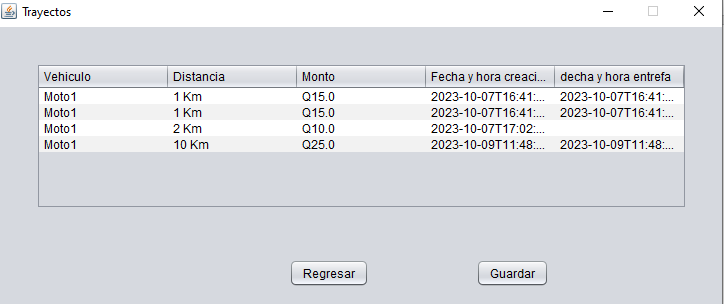 Trayectos
Vehiculo Distancia Monto Fecha y hora creaci... decha y hora entrefa
Moto1 1 Km Q15.0 2023-10-07T16:41:... 2023-10-07T16:41:...
Moto1 1 Km Q15.0 2023-10-07T16:41:... 2023-10-07T16:41:...
Moto1 2 Km Q10.0 2023-10-07T17:02:...
Moto1 10 Km Q25.0 2023-10-09T11:48:... 2023-10-09T11:48:...
Regresar Guardar